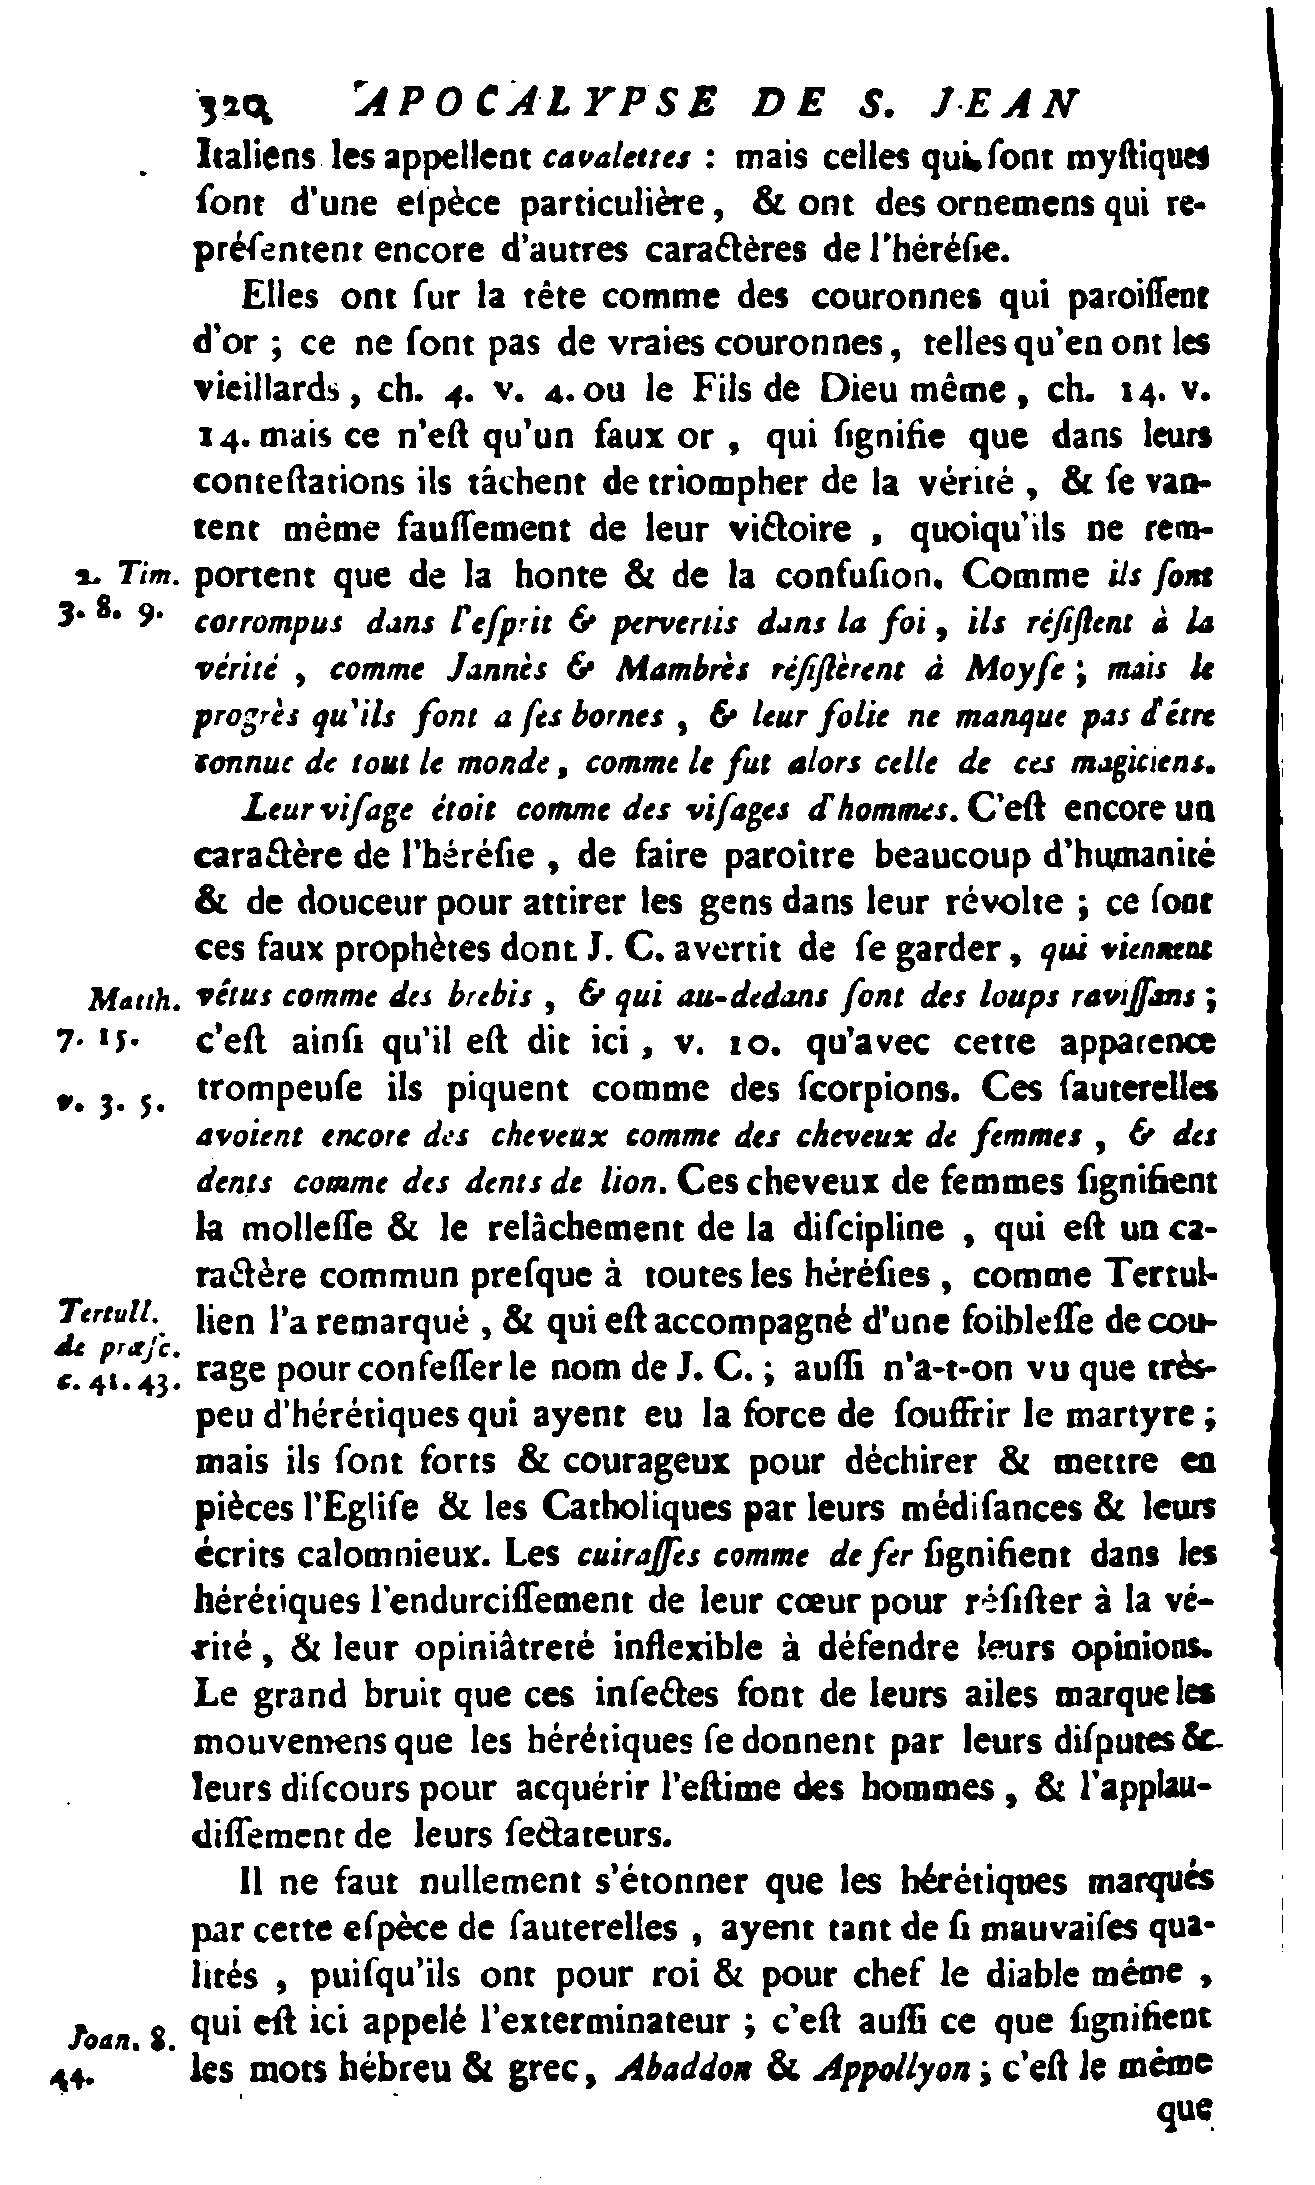 320 APOCALYPSE DE S. JEAN
Italiens les appellent cavalettes : mais celles qui ſont myſtiques
ſont d'une eſpèce particulière, & ont des ornemens qui re-
préſentent encore d'autres caractères de l'héréſie.
Elles ont ſur la tête comme des couronnes qui paroiſſent
d'or ; ce ne ſont pas de vraies couronnes, telles qu'en ont les
vieillards, ch. 4. v. 4. ou le Fils de Dieu même, ch. 14. v.
14. mais ce n'eſt qu'un faux or, qui ſignifie que dans leurs
conteſtations ils tâchent de triompher de la vérité, & ſe van-
tent même fauſſement de leur victoire, quoiqu'ils ne rem-
2. Tim. portent que de la honte & de la confuſion. Comme ils ſont
3. 8. 9. corrompus dans l'eſprit & pervertis dans la foi, ils réſiſtent à la
vérité, comme Jannès & Mambrès réſiſtèrent à Moyſe ; mais le
progrès qu'ils font a ſes bornes, & leur folie ne manque pas d'être
connue de tout le monde, comme le fut alors celle de ces magiciens.
Leur viſage étoit comme des viſages d'hommes. C'eſt encore un
caractère de l'héréſie, de faire paroître beaucoup d'humanité
& de douceur pour attirer les gens dans leur révolte ; ce ſont
ces faux prophètes dont J. C. avertit de ſe garder, qui viennent
Matth. vétus comme des brebis, & qui au-dedans ſont des loups raviſſans ;
7. 15. c'eſt ainſi qu'il eſt dit ici, v. 10. qu'avec cette apparence
v. 3. 5. trompeuſe ils piquent comme des ſcorpions. Ces ſauterelles
avoient encore des cheveux comme des cheveux de femmes, & des
dents comme des dents de lion. Ces cheveux de femmes ſignifient
la molleſſe & le relâchement de la diſcipline, qui eſt un ca-
ractère commun preſque à toutes les héréſies, comme Tertul-
Tertull. lien l'a remarqué, & qui eſt accompagné d'une foibleſſe de cou-
de præſc.
c. 41. 43. rage pour confeſſer le nom de J. C. ; auſſi n'a-t-on vu que très-
peu d'hérétiques qui ayent eu la force de ſouffrir le martyre ;
mais ils ſont forts & courageux pour déchirer & mettre en
pièces l'Egliſe & les Catholiques par leurs médiſances & leurs
écrits calomnieux. Les cuiraſſes comme de fer ſignifient dans les
hérétiques l'endurciſſement de leur cœur pour réſiſter à la vé-
rité, & leur opiniâtreté inflexible à défendre leurs opinions.
Le grand bruit que ces inſectes font de leurs ailes marque les
mouvemens que les hérétiques ſe donnent par leurs diſputes &
leurs diſcours pour acquérir l'eſtime des hommes, & l'applau-
diſſement de leurs ſectateurs.
Il ne faut nullement s'étonner que les hérétiques marqués
par cette eſpèce de ſauterelles, ayent tant de ſi mauvaiſes qua-
lités, puiſqu'ils ont pour roi & pour chef le diable même,
Joan. 8. qui eſt ici appelé l'exterminateur ; c'eſt auſſi ce que ſignifient
44. les mots hébreu & grec, Abaddon & Appollyon ; c'eſt le même
que